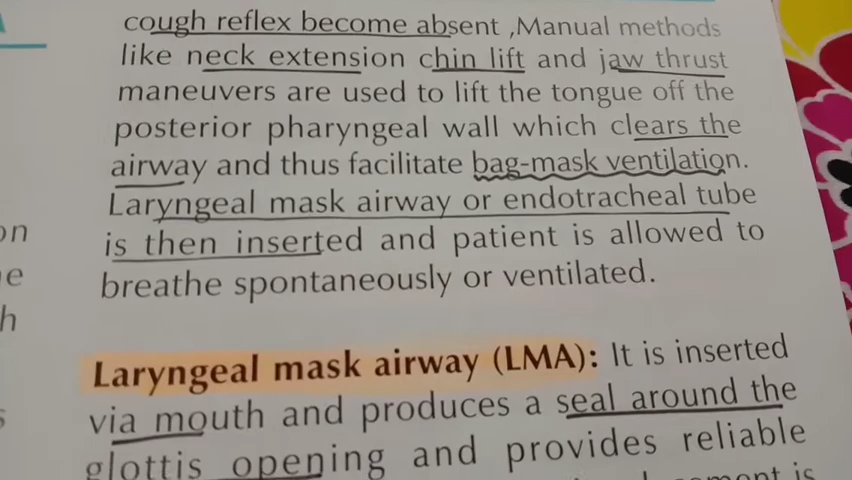 cough reflex become absent ,Manual methods
like neck extension chin lift and jaw thrust
maneuvers are used to lift the tongue off the
posterior pharyngeal wall which clears the
airway and thus facilitate bag-mask ventilation.
Laryngeal mask airway or endotracheal tube
is then inserted and patient is allowed to
breathe spontaneously or ventilated.
Laryngeal mask airway (LMA): It is inserted
via mouth and produces a seal around the
glottis opening and provides reliable
is